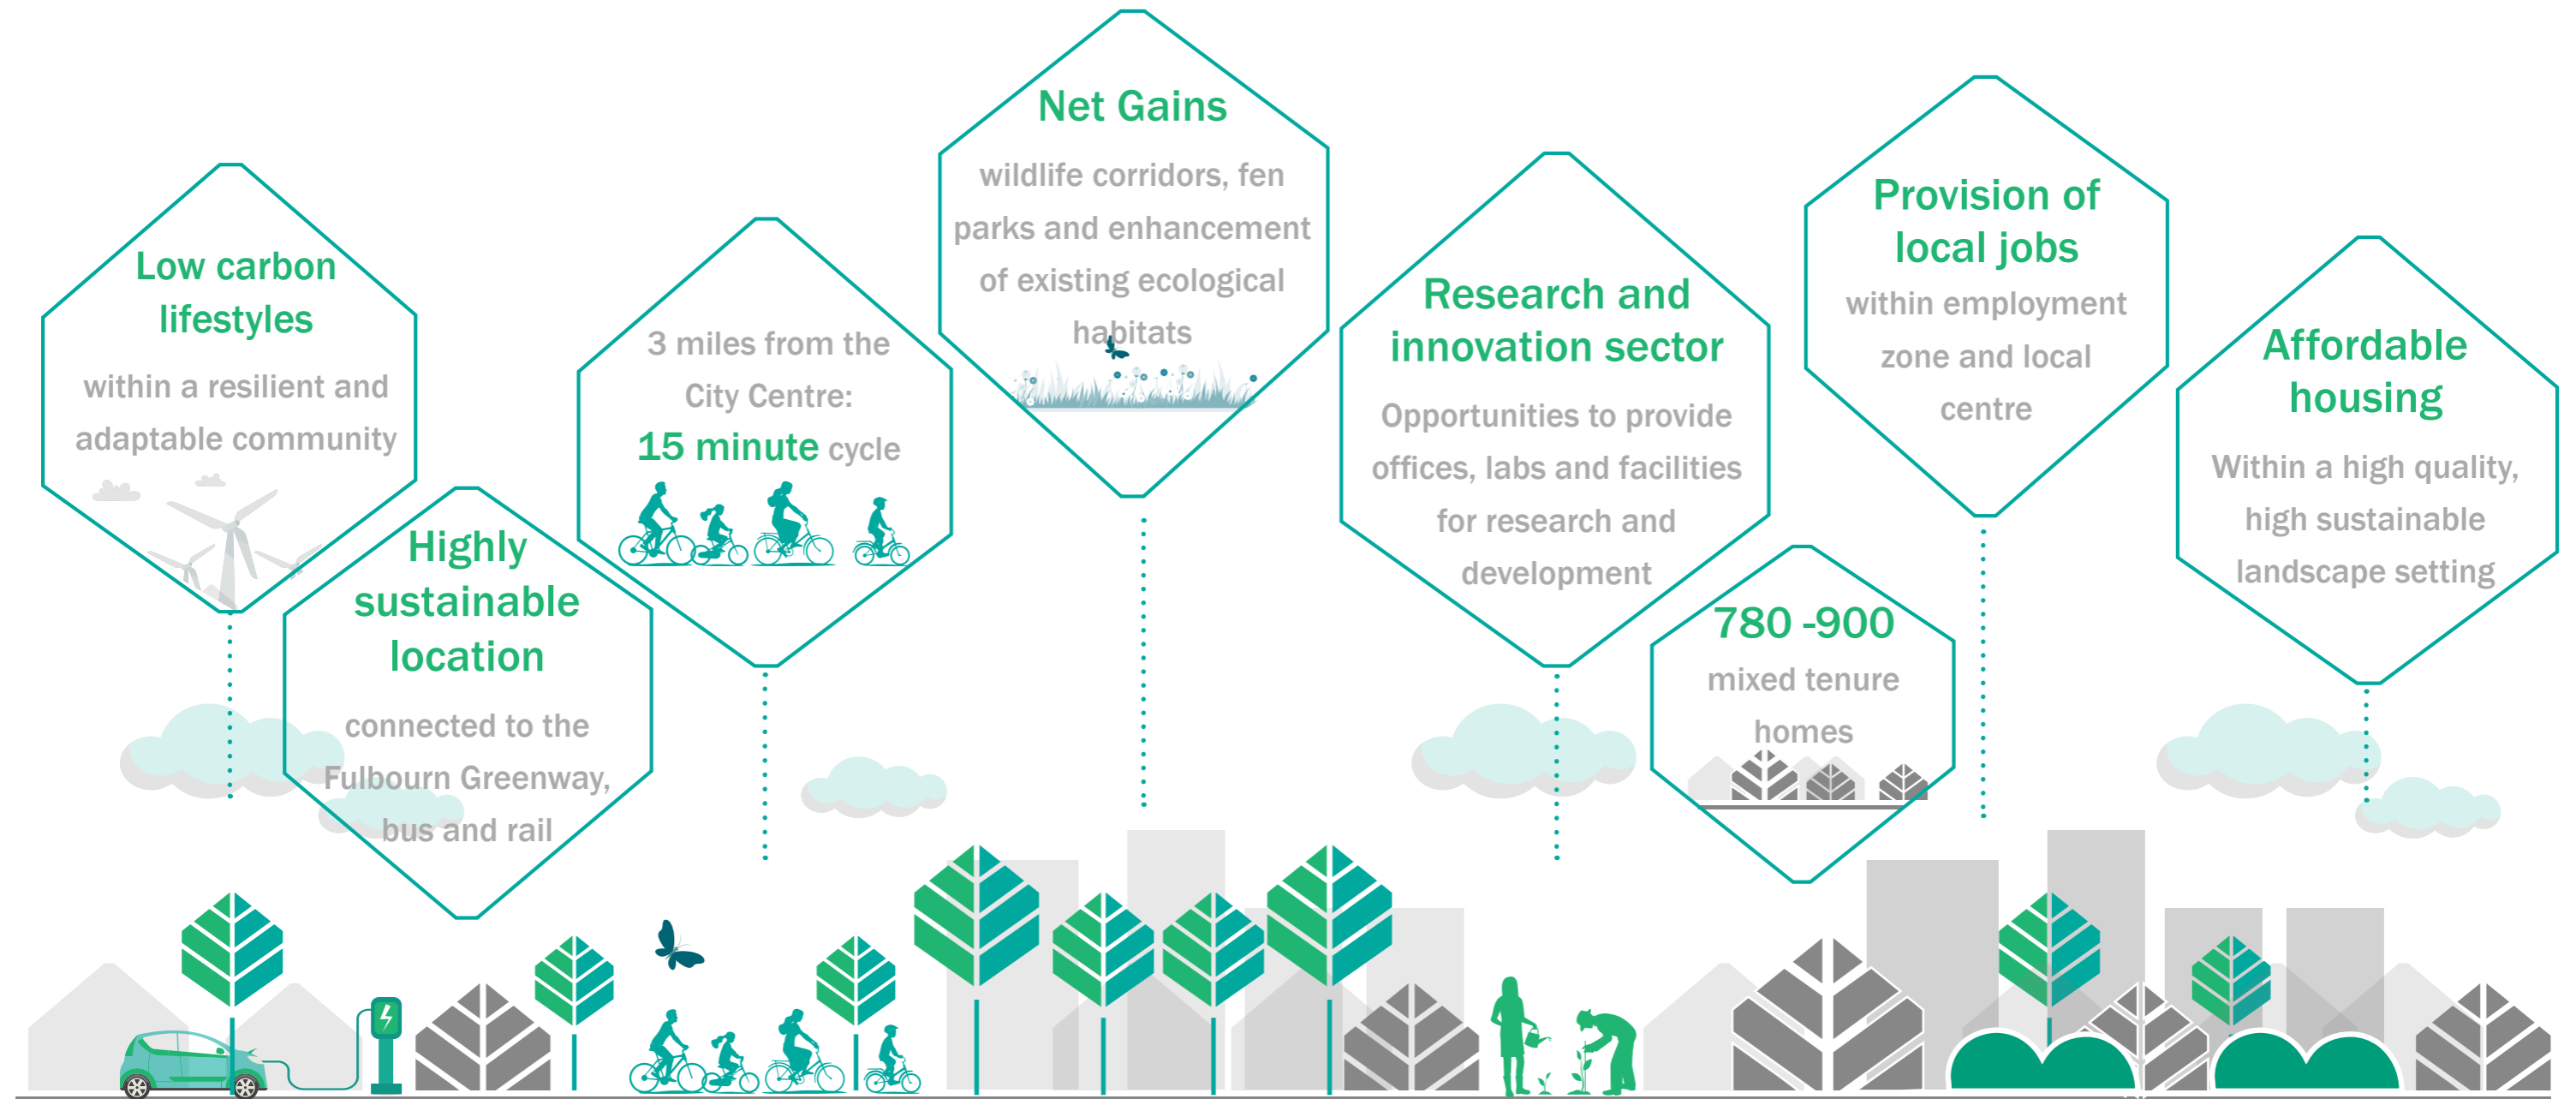 Low carbon
lifestyles
within a resilient and
adaptable community
Highly
sustainable
location
connected to the
Fulbourn Greenway,
bus and rail
3 miles from the
City Centre:
15 minute cycle
Net Gains
wildlife corridors, fen
parks and enhancement
of existing ecological
habitats
Research and
innovation sector
Opportunities to provide
offices, labs and facilities
for research and
development
780 -900
mixed tenure
homes
Provision of
local jobs
within employment
zone and local
centre
Affordable
housing
Within a high quality,
high sustainable
landscape setting